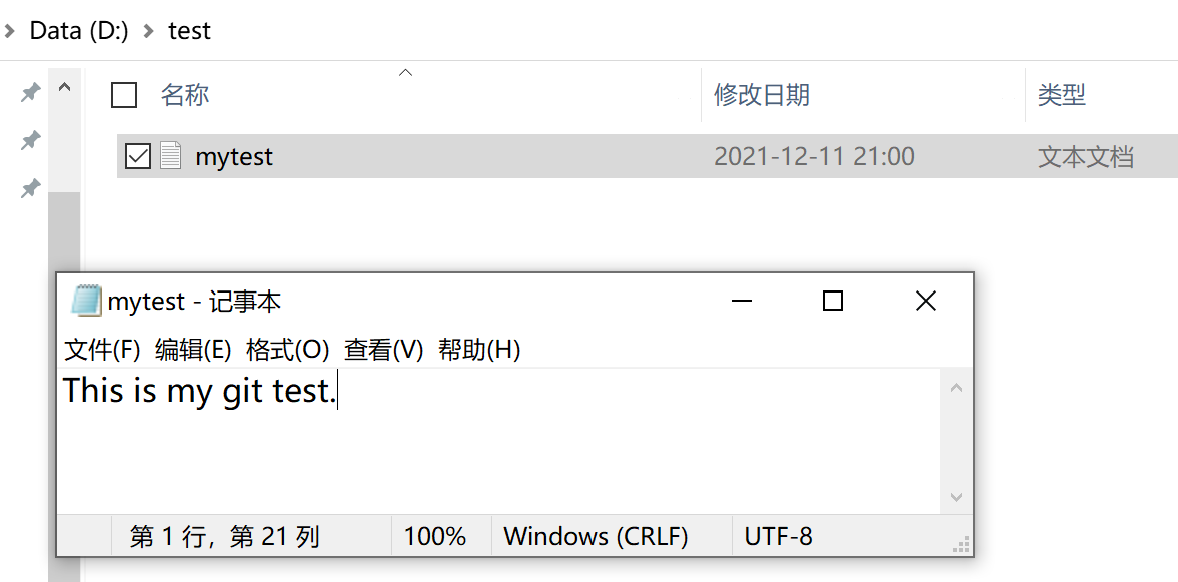 Data (D:) test
名称 修改日期 类型
mytest 2021-12-11 21:00 文本文档
mytest - 记事本
文件(F) 编辑(E) 格式(O) 查看(V) 帮助(H)
This is my git test.
第 1 行，第 21 列 100% Windows (CRLF) UTF-8